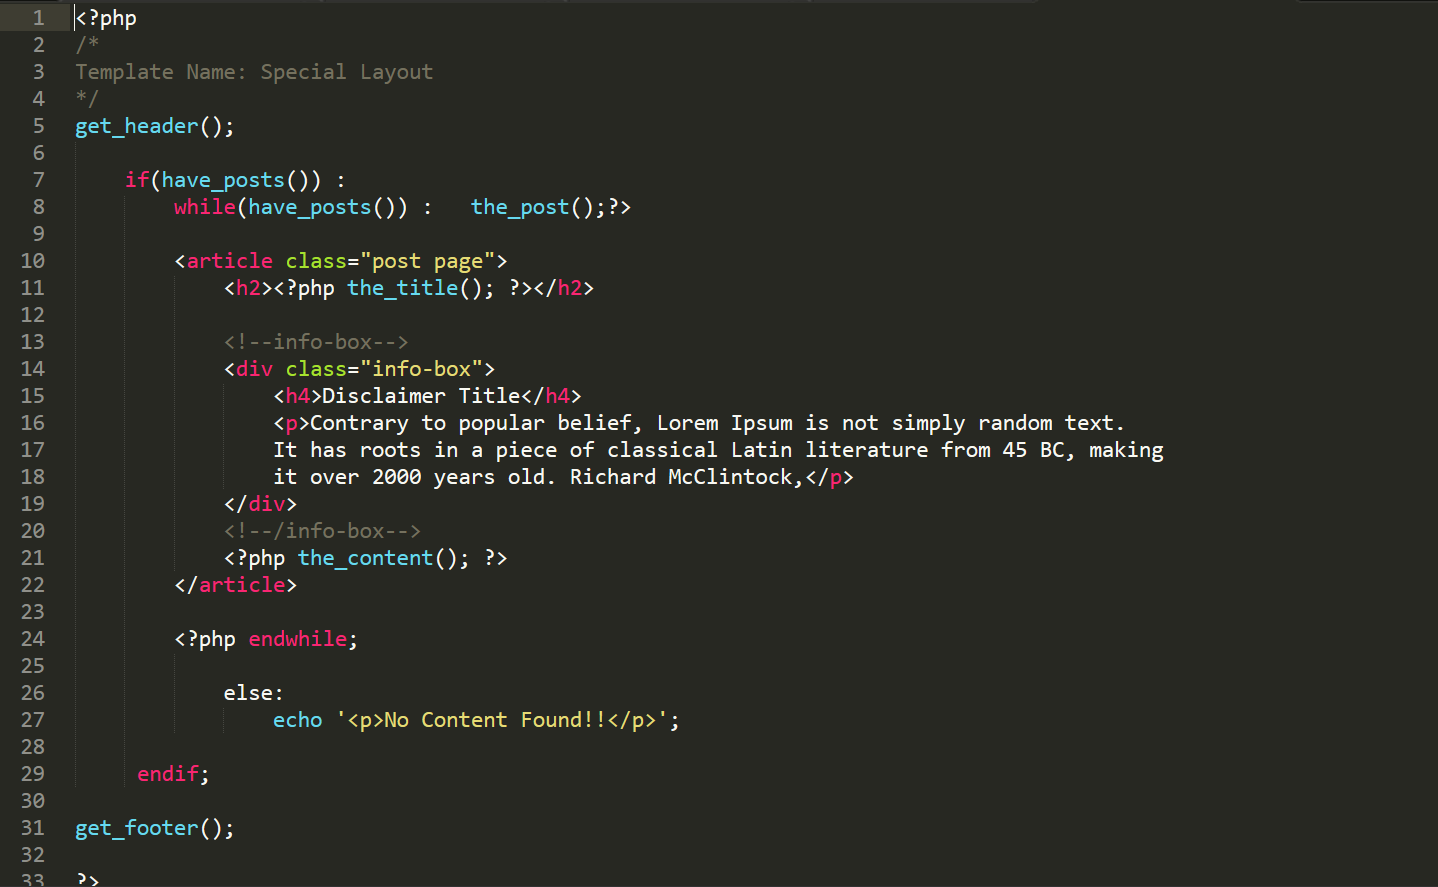 1 <?php
2 /*
3 Template Name: Special Layout
4 */
5 get_header();
6
7 if(have_posts()) :
8 while(have_posts()) :   the_post();?>
9
10 <article class="post page">
11 <h2><?php the_title(); ?></h2>
12
13 <!--info-box-->
14 <div class="info-box">
15 <h4>Disclaimer Title</h4>
16 <p>Contrary to popular belief, Lorem Ipsum is not simply random text.
17 It has roots in a piece of classical Latin literature from 45 BC, making
18 it over 2000 years old. Richard McClintock,</p>
19 </div>
20 <!--/info-box-->
21 <?php the_content(); ?>
22 </article>
23
24 <?php endwhile;
25
26 else:
27 echo '<p>No Content Found!!</p>';
28
29 endif;
30
31 get_footer();
32
33 ?>